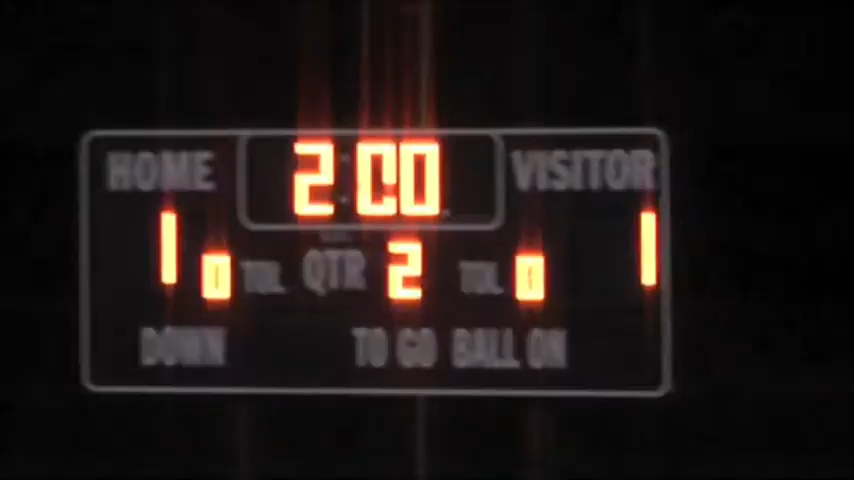 HOME 2:00 VISITOR
1 0 TOL QTR 2 TOL 0 1
DOWN TO GO BALL ON